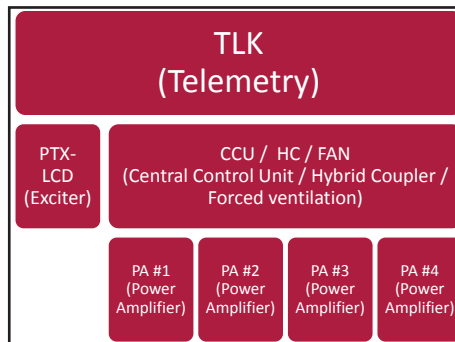 TLK
(Telemetry)
PTX-
LCD
(Exciter)
CCU / HC / FAN
(Central Control Unit / Hybrid Coupler /
Forced ventilation)
PA #1
(Power
Amplifier)
PA #2
(Power
Amplifier)
PA #3
(Power
Amplifier)
PA #4
(Power
Amplifier)